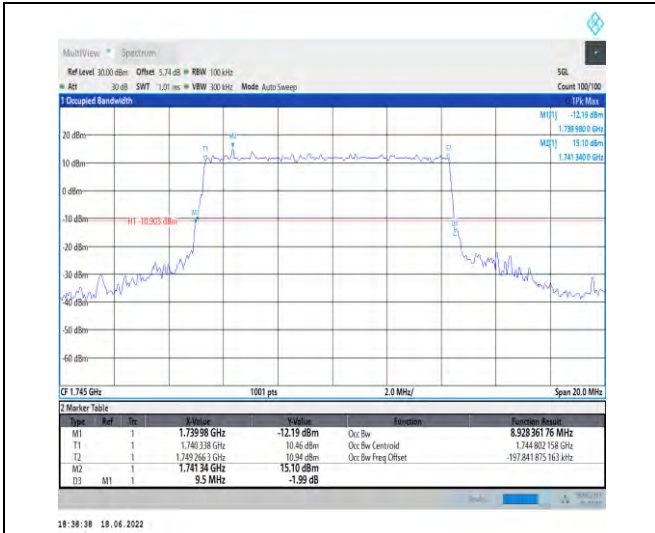 MultiView Spectrum
Ref Level 30.00 dBm Offset 5.74 dB RBW 100 kHz SGL
Att 30 dB SWT 1.01 ms VBW 300 kHz Mode Auto Sweep Count 100/100
1 Occupied Bandwidth 1Pk Max
M1[1] -12.19 dBm
1.739 980 0 GHz
M2[1] 15.10 dBm
1.741 340 0 GHz
20 dBm
M2
T1
T2
10 dBm
0 dBm
-10 dBm
M1
H1 -10.903 dBm
D3
-20 dBm
-30 dBm
-40 dBm
-50 dBm
-60 dBm
CF 1.745 GHz 1001 pts 2.0 MHz/ Span 20.0 MHz
2 Marker Table
Type Ref Trc X-Value Y-Value Function Function Result
M1 1 1.739 98 GHz -12.19 dBm Occ Bw 8.928 361 76 MHz
T1 1 1.740 338 GHz 10.46 dBm Occ Bw Centroid 1.744 802 158 GHz
T2 1 1.749 266 3 GHz 10.94 dBm Occ Bw Freq Offset -197.841 875 163 kHz
M2 1 1.741 34 GHz 15.10 dBm
D3 M1 1 9.5 MHz -1.99 dB
18:38:38 18.06.2022